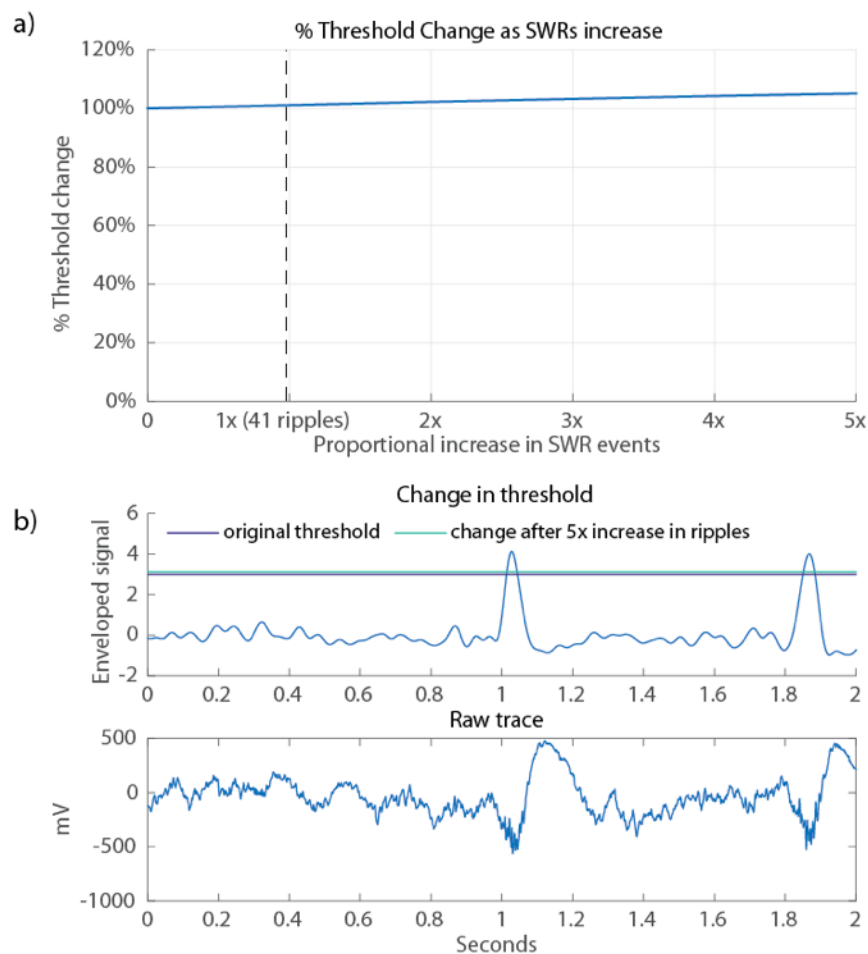 a)
% Threshold Change as SWRs increase
120%
100%
80%
60%
40%
20%
0%
% Threshold change
0 1x (41 ripples) 2x 3x 4x 5x
Proportional increase in SWR events
b)
Change in threshold
original threshold change after 5x increase in ripples
6
4
2
0
-2
Enveloped signal
0 0.2 0.4 0.6 0.8 1 1.2 1.4 1.6 1.8 2
Raw trace
500
0
-500
-1000
mV
0 0.2 0.4 0.6 0.8 1 1.2 1.4 1.6 1.8 2
Seconds